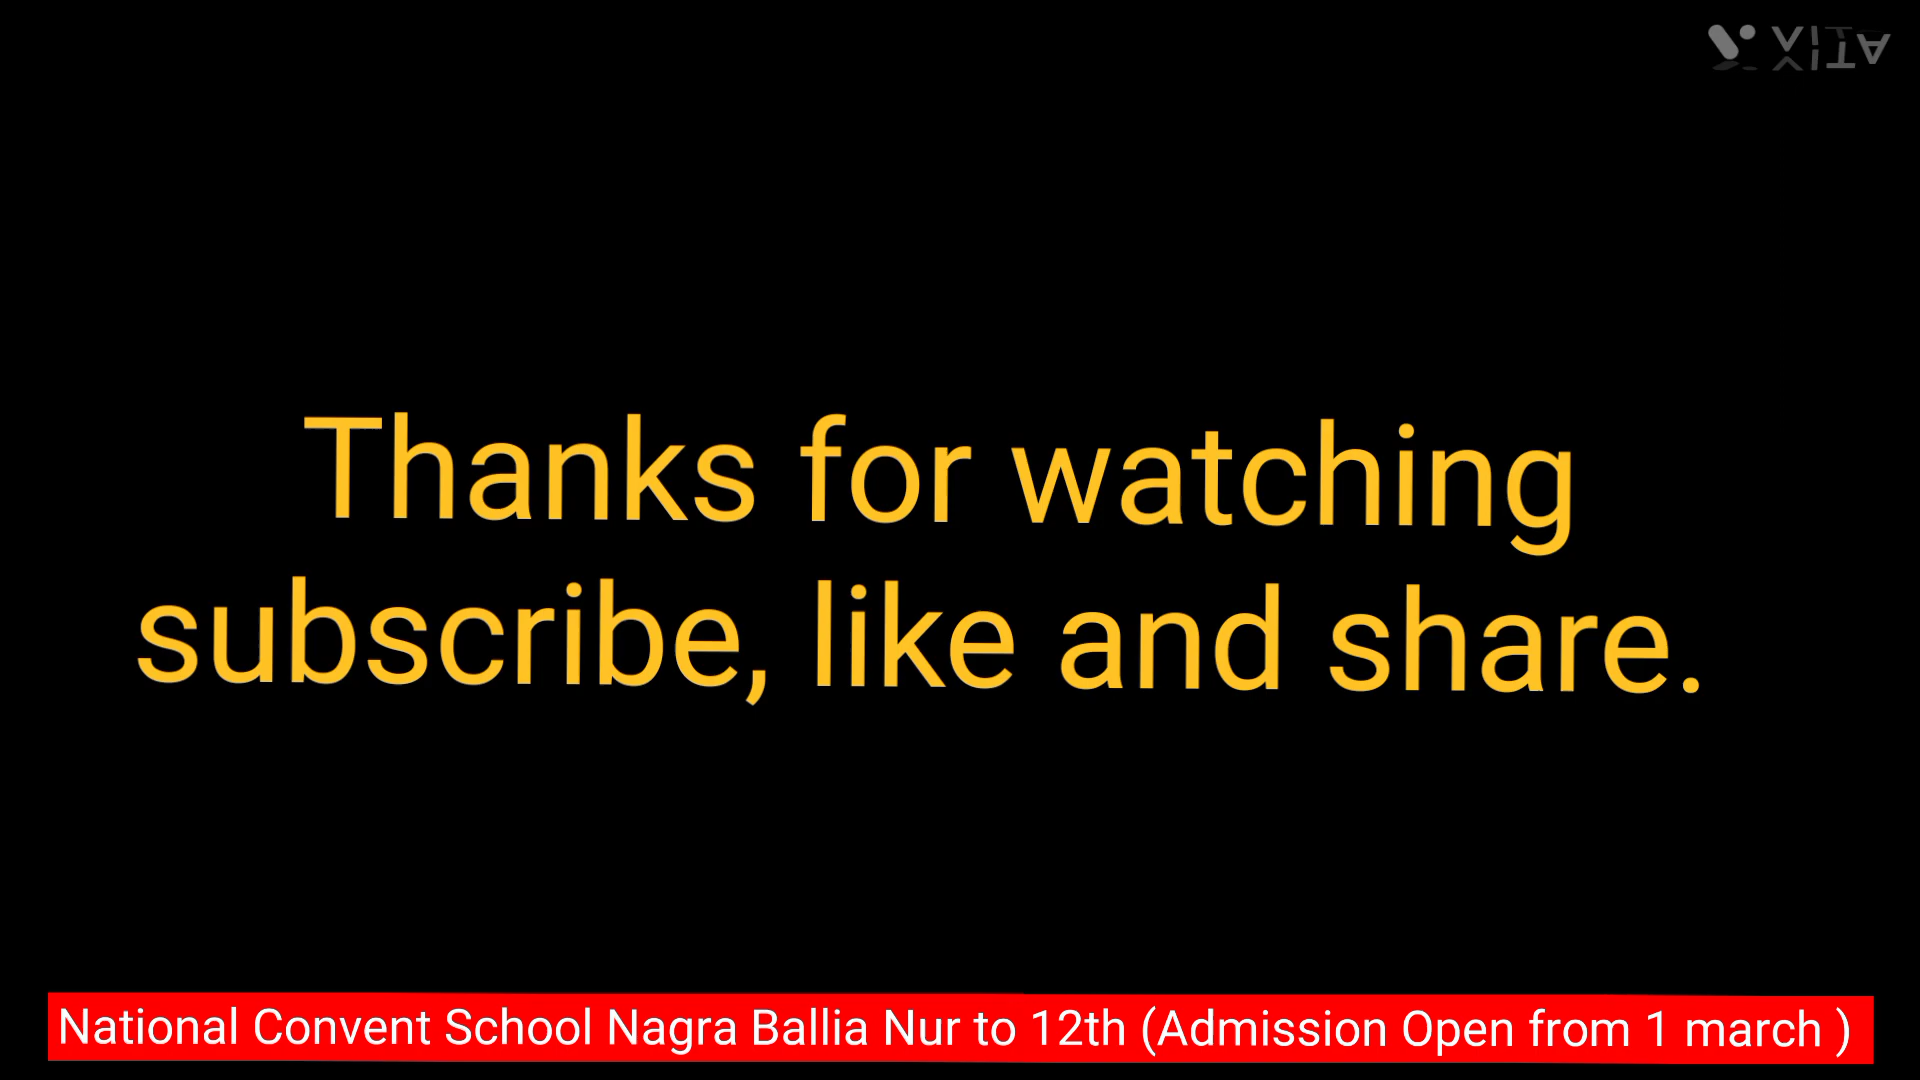 VITA
Thanks for watching
subscribe, like and share.
National Convent School Nagra Ballia Nur to 12th (Admission Open from 1 march )